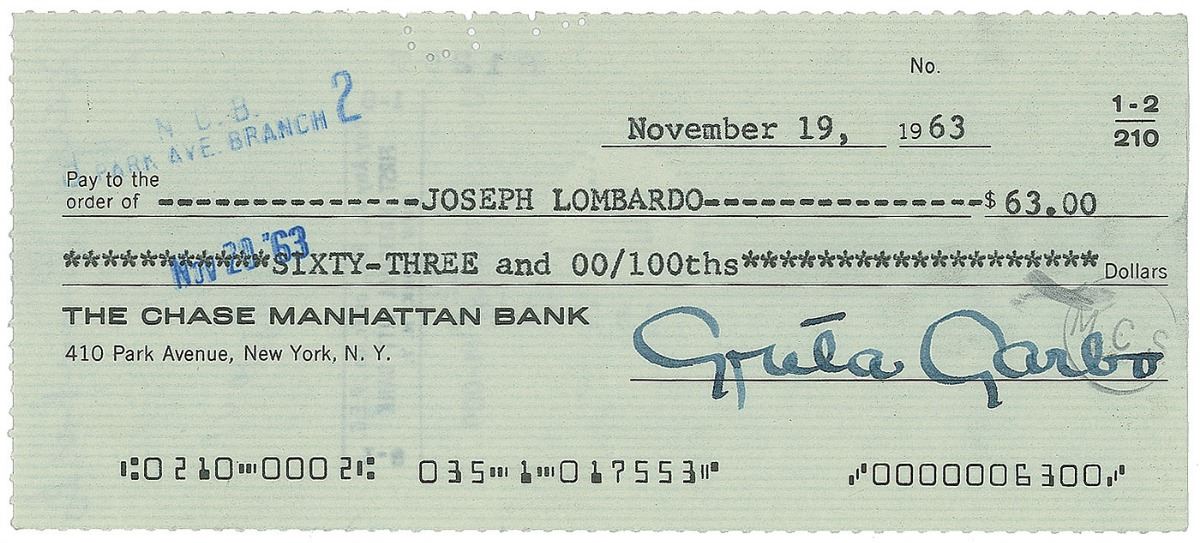 No.
1-2
210
November 19, 1963
N C. B.
PARK AVE. BRANCH 2
Pay to the
order of --------------JOSEPH LOMBARDO---------------$ 63.00
NOV 20 '63
***********SIXTY-THREE and 00/100ths******************* Dollars
THE CHASE MANHATTAN BANK
410 Park Avenue, New York, N. Y.
Greta Garbo
M C S
⑆0210⑉0002⑆ 035⑉1⑉017553⑈ ⑇0000006300⑇